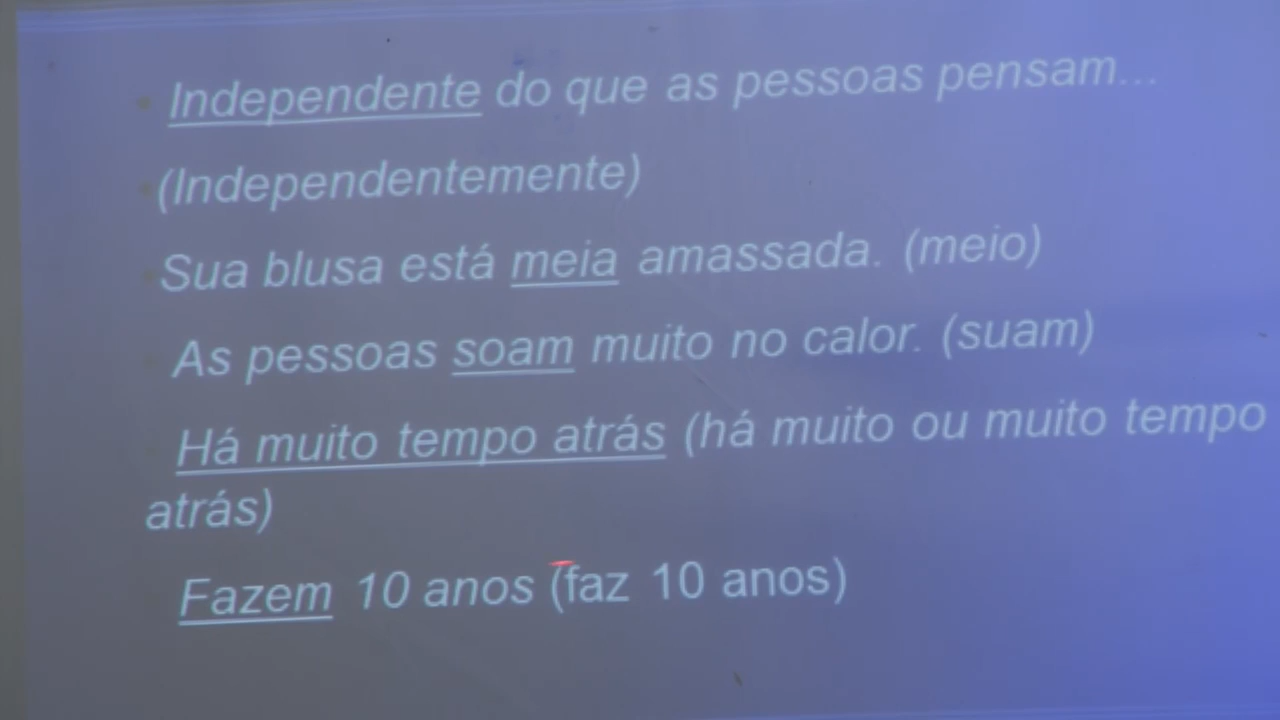 Independente do que as pessoas pensam...
(Independentemente)
Sua blusa está meia amassada. (meio)
As pessoas soam muito no calor. (suam)
Há muito tempo atrás (há muito ou muito tempo
atrás)
Fazem 10 anos (faz 10 anos)